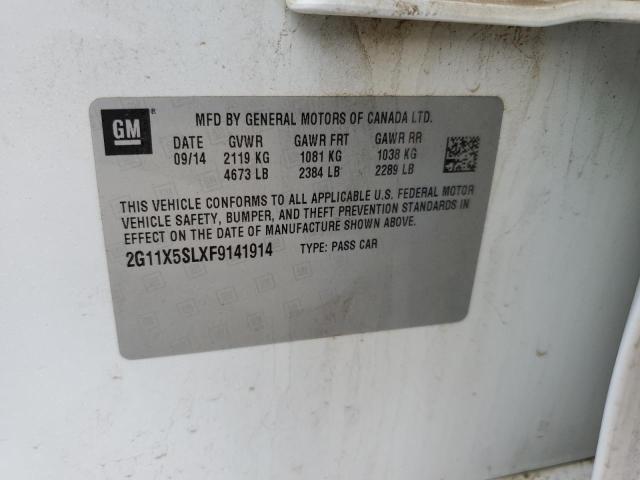 GM ®
MFD BY GENERAL MOTORS OF CANADA LTD.
DATE GVWR GAWR FRT GAWR RR
09/14 2119 KG 1081 KG 1038 KG
4673 LB 2384 LB 2289 LB
THIS VEHICLE CONFORMS TO ALL APPLICABLE U.S. FEDERAL MOTOR
VEHICLE SAFETY, BUMPER, AND THEFT PREVENTION STANDARDS IN
EFFECT ON THE DATE OF MANUFACTURE SHOWN ABOVE.
2G11X5SLXF9141914 TYPE: PASS CAR